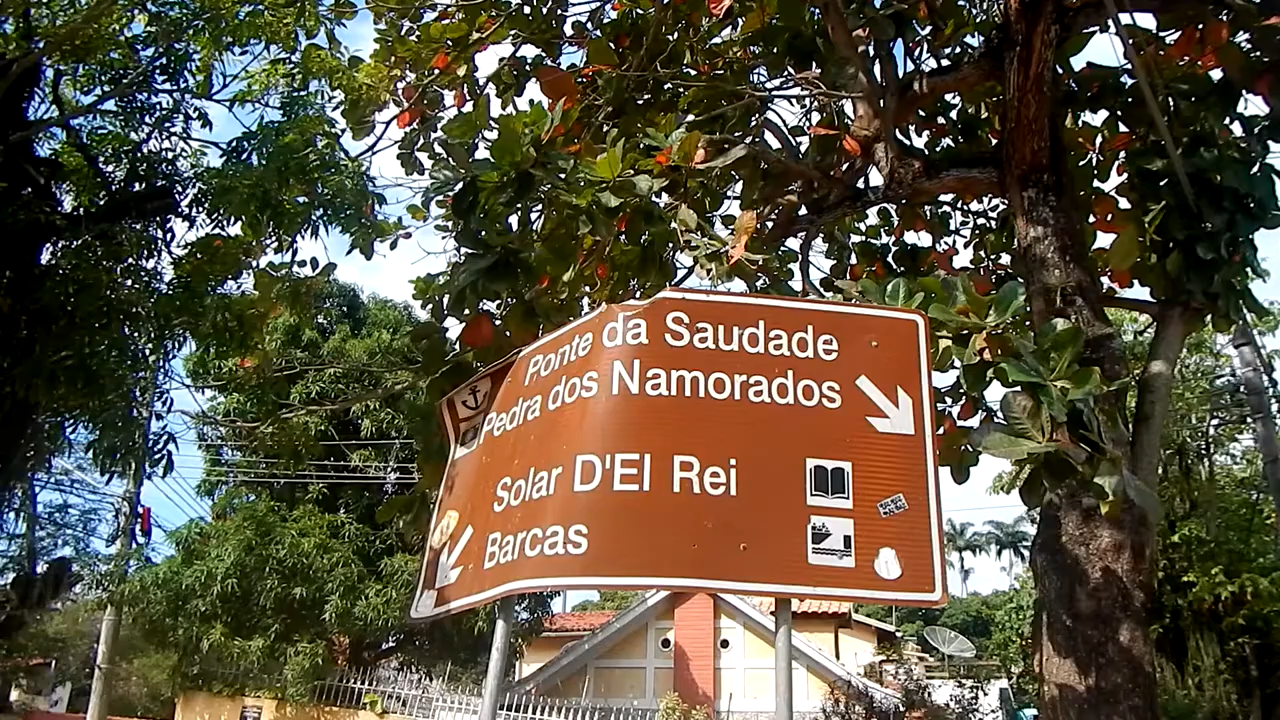 Ponte da Saudade
Pedra dos Namorados
Solar D'El Rei
Barcas